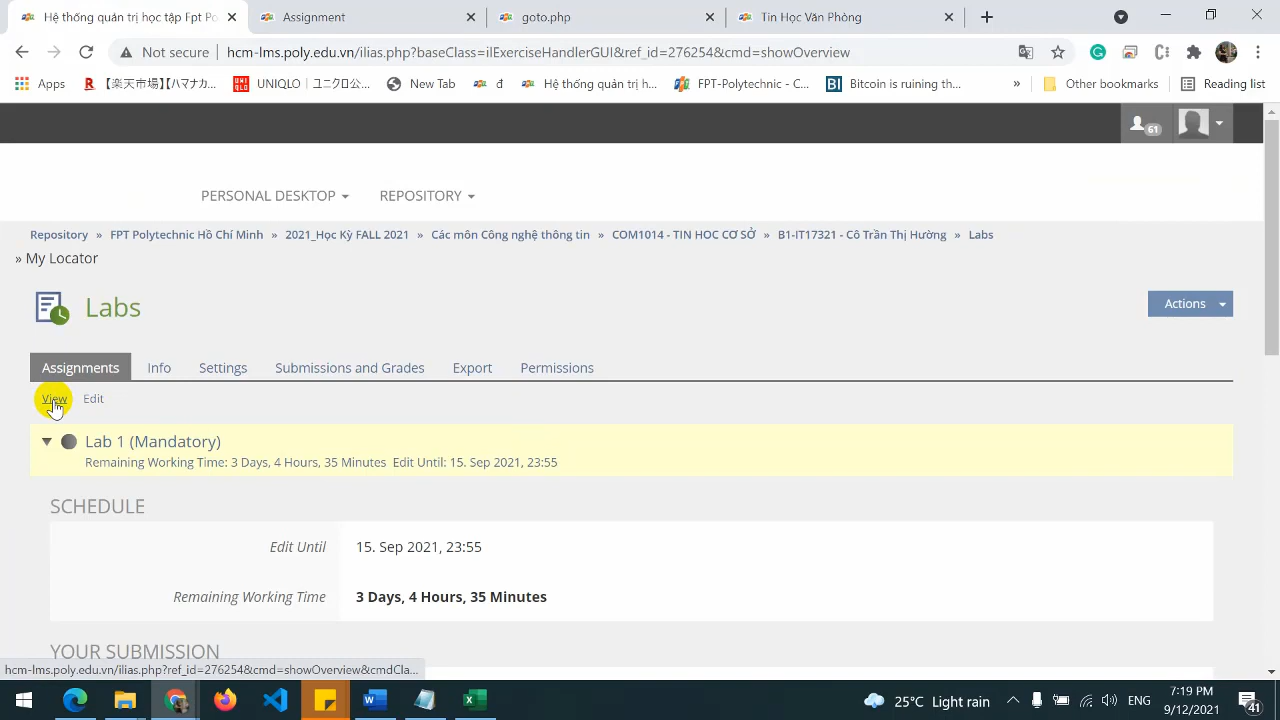 Hệ thống quản trị học tập Fpt Po
Assignment
goto.php
Tin Học Văn Phòng
Not secure
hcm-lms.poly.edu.vn/ilias.php?baseClass=ilExerciseHandlerGUI&ref_id=276254&cmd=showOverview
Apps
【楽天市場】【ハマナカ...
UNIQLO｜ユニクロ公...
New Tab
đ
Hệ thống quản trị h...
FPT-Polytechnic - C...
Bitcoin is ruining th...
»
Other bookmarks
Reading list
61
PERSONAL DESKTOP
REPOSITORY
Repository » FPT Polytechnic Hồ Chí Minh » 2021_Học Kỳ FALL 2021 » Các môn Công nghệ thông tin » COM1014 - TIN HOC CƠ SỞ » B1-IT17321 - Cô Trần Thị Hường » Labs
» My Locator
Labs
Actions
Assignments
Info
Settings
Submissions and Grades
Export
Permissions
View
Edit
Lab 1 (Mandatory)
Remaining Working Time: 3 Days, 4 Hours, 35 Minutes Edit Until: 15. Sep 2021, 23:55
SCHEDULE
Edit Until
15. Sep 2021, 23:55
Remaining Working Time
3 Days, 4 Hours, 35 Minutes
YOUR SUBMISSION
hcm-lms.poly.edu.vn/ilias.php?ref_id=276254&cmd=showOverview&cmdCla...
25°C Light rain
ENG
7:19 PM
9/12/2021
41